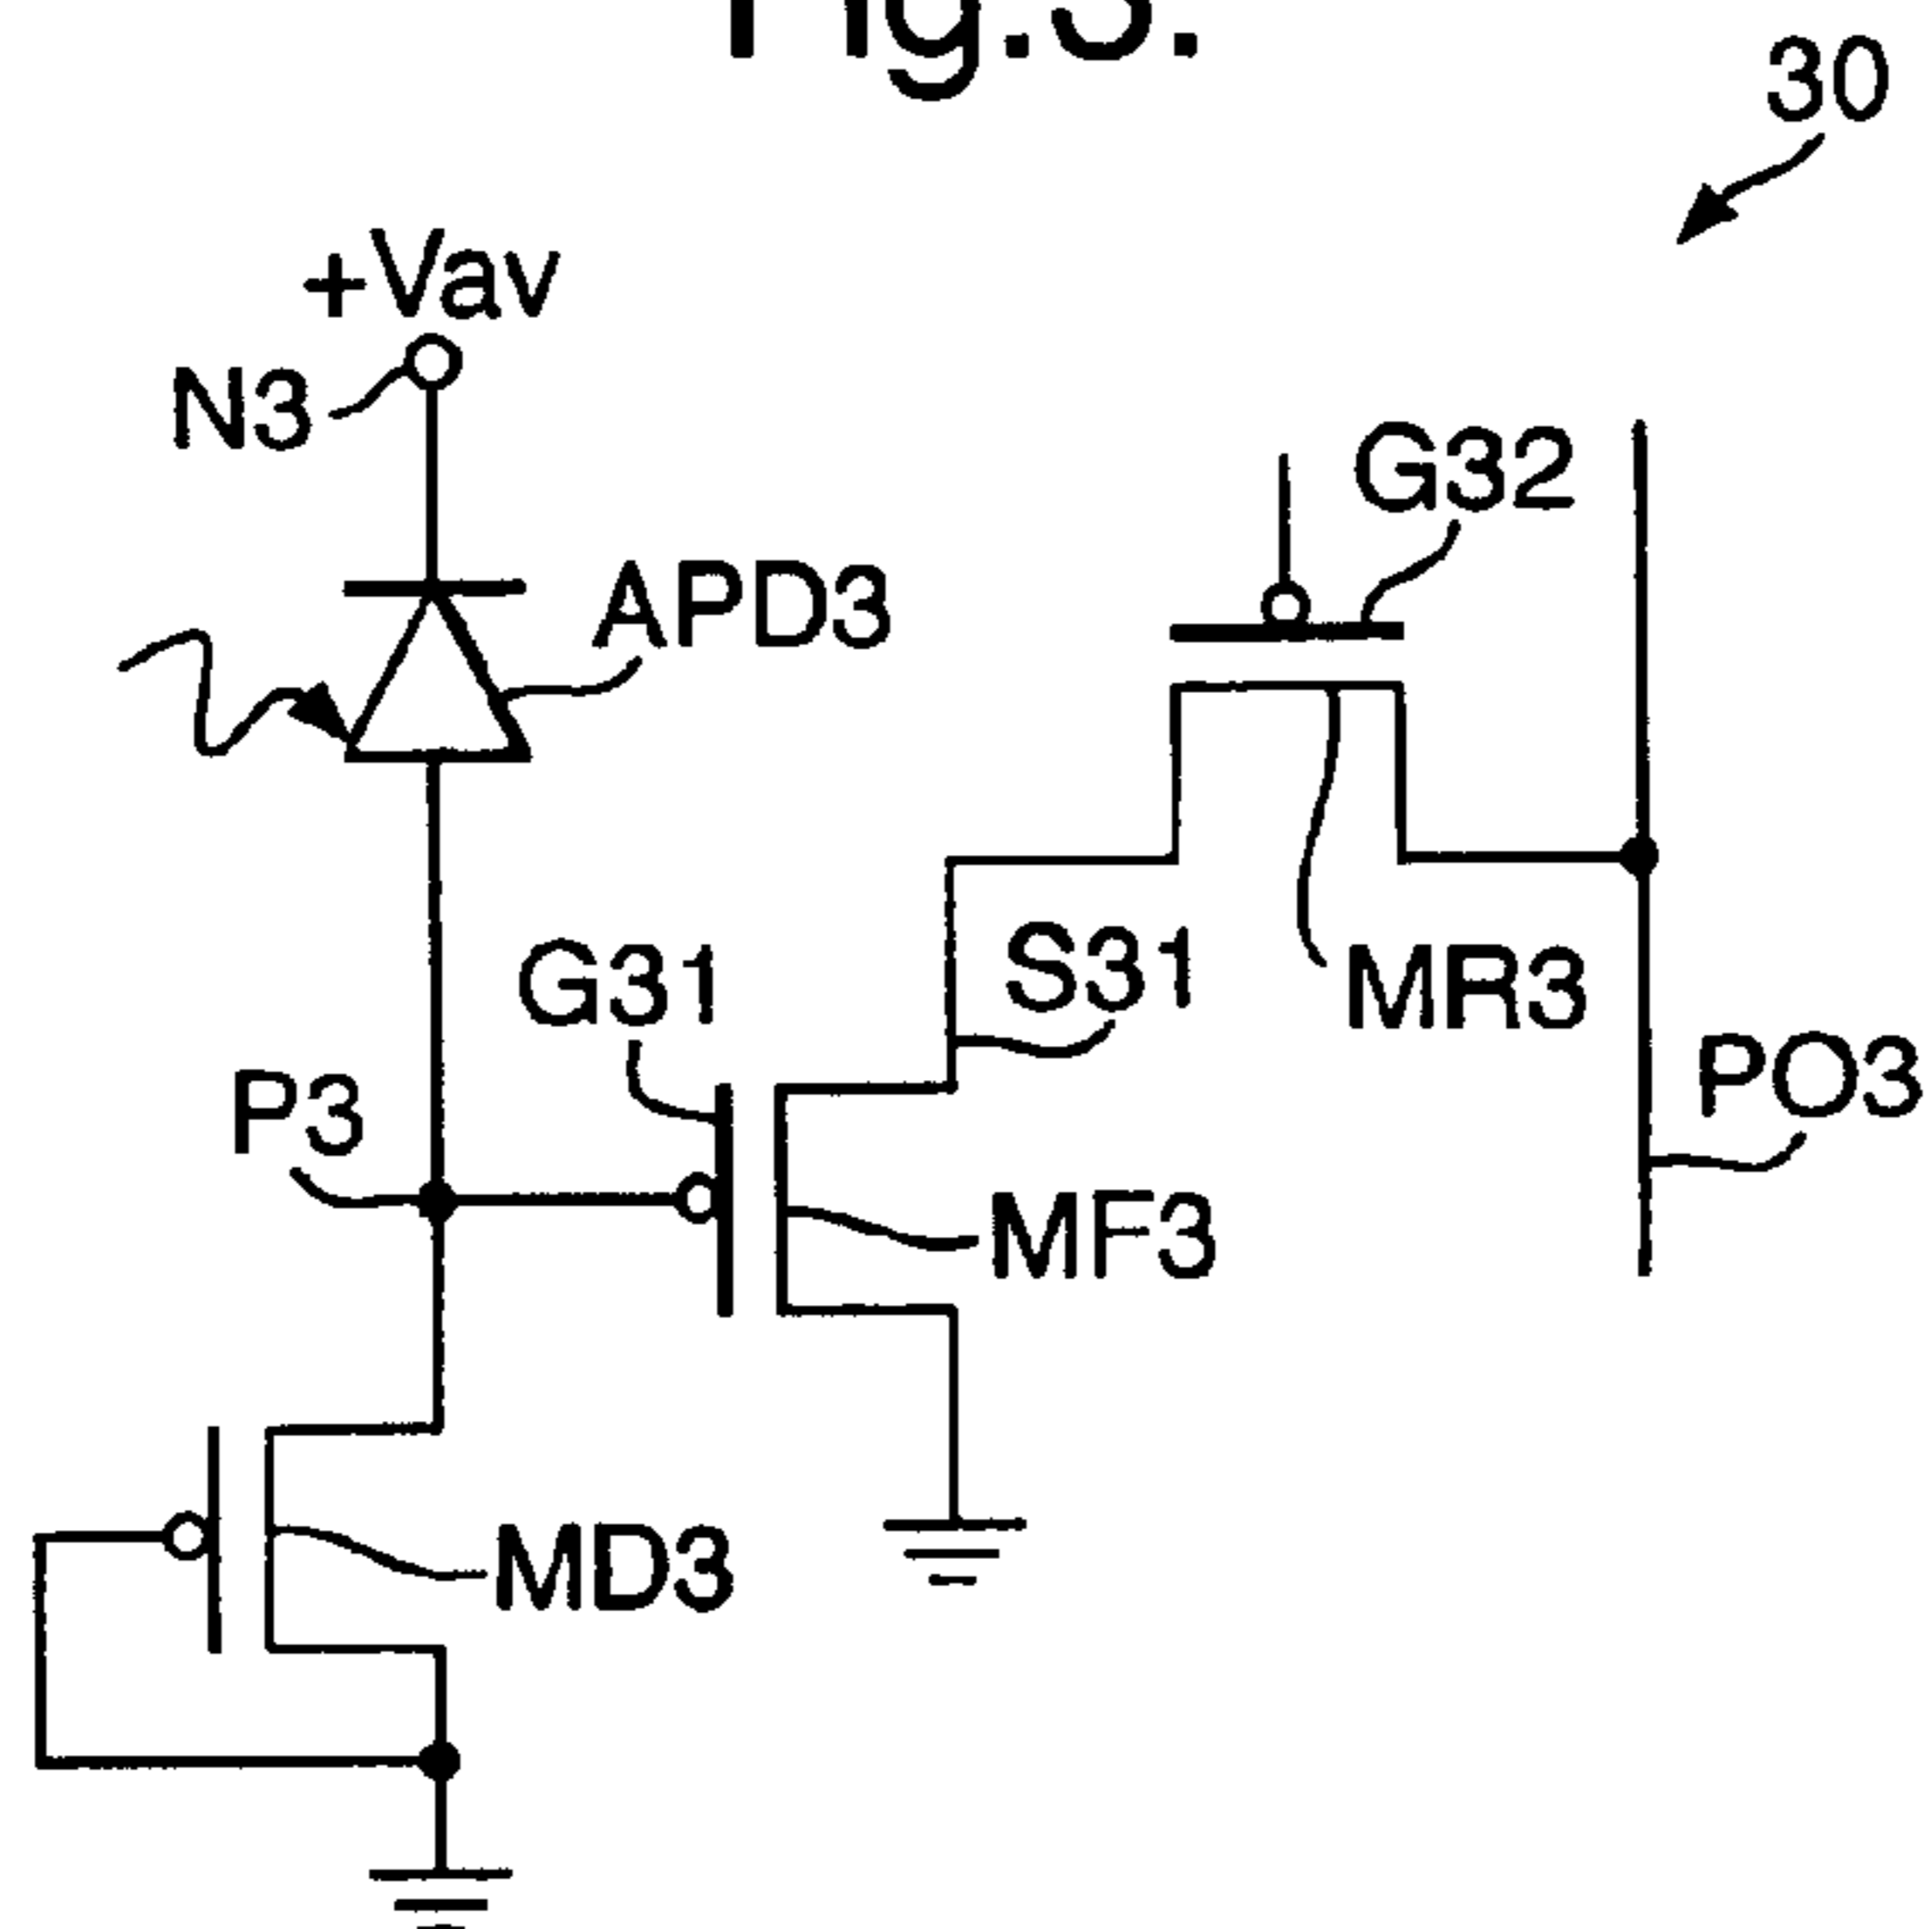 Fig.3.
30
+Vav
N3
G32
APD3
G31
S31
MR3
PO3
P3
MF3
MD3